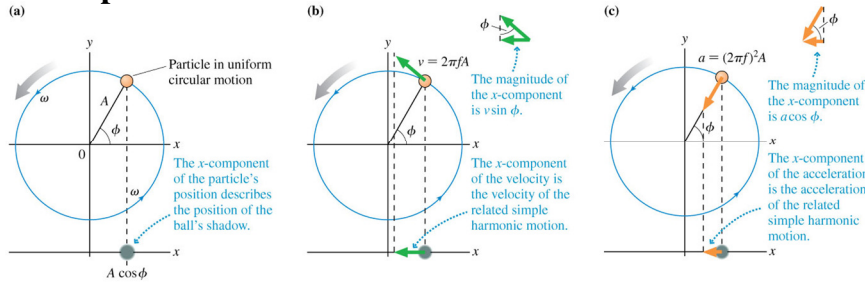 (a)
y
Particle in uniform
circular motion
ω
A
ϕ
x
0
The x-component
of the particle's
position describes
the position of the
ball's shadow.
ω
x
A cos ϕ
(b)
ϕ
y
v = 2πfA
The magnitude of
the x-component
is v sin ϕ.
ϕ
x
The x-component
of the velocity is
the velocity of the
related simple
harmonic motion.
x
(c)
ϕ
y
a = (2πf)²A
The magnitude of
the x-component
is a cos ϕ.
ϕ
x
The x-component
of the acceleration
is the acceleration
of the related
simple harmonic
motion.
x